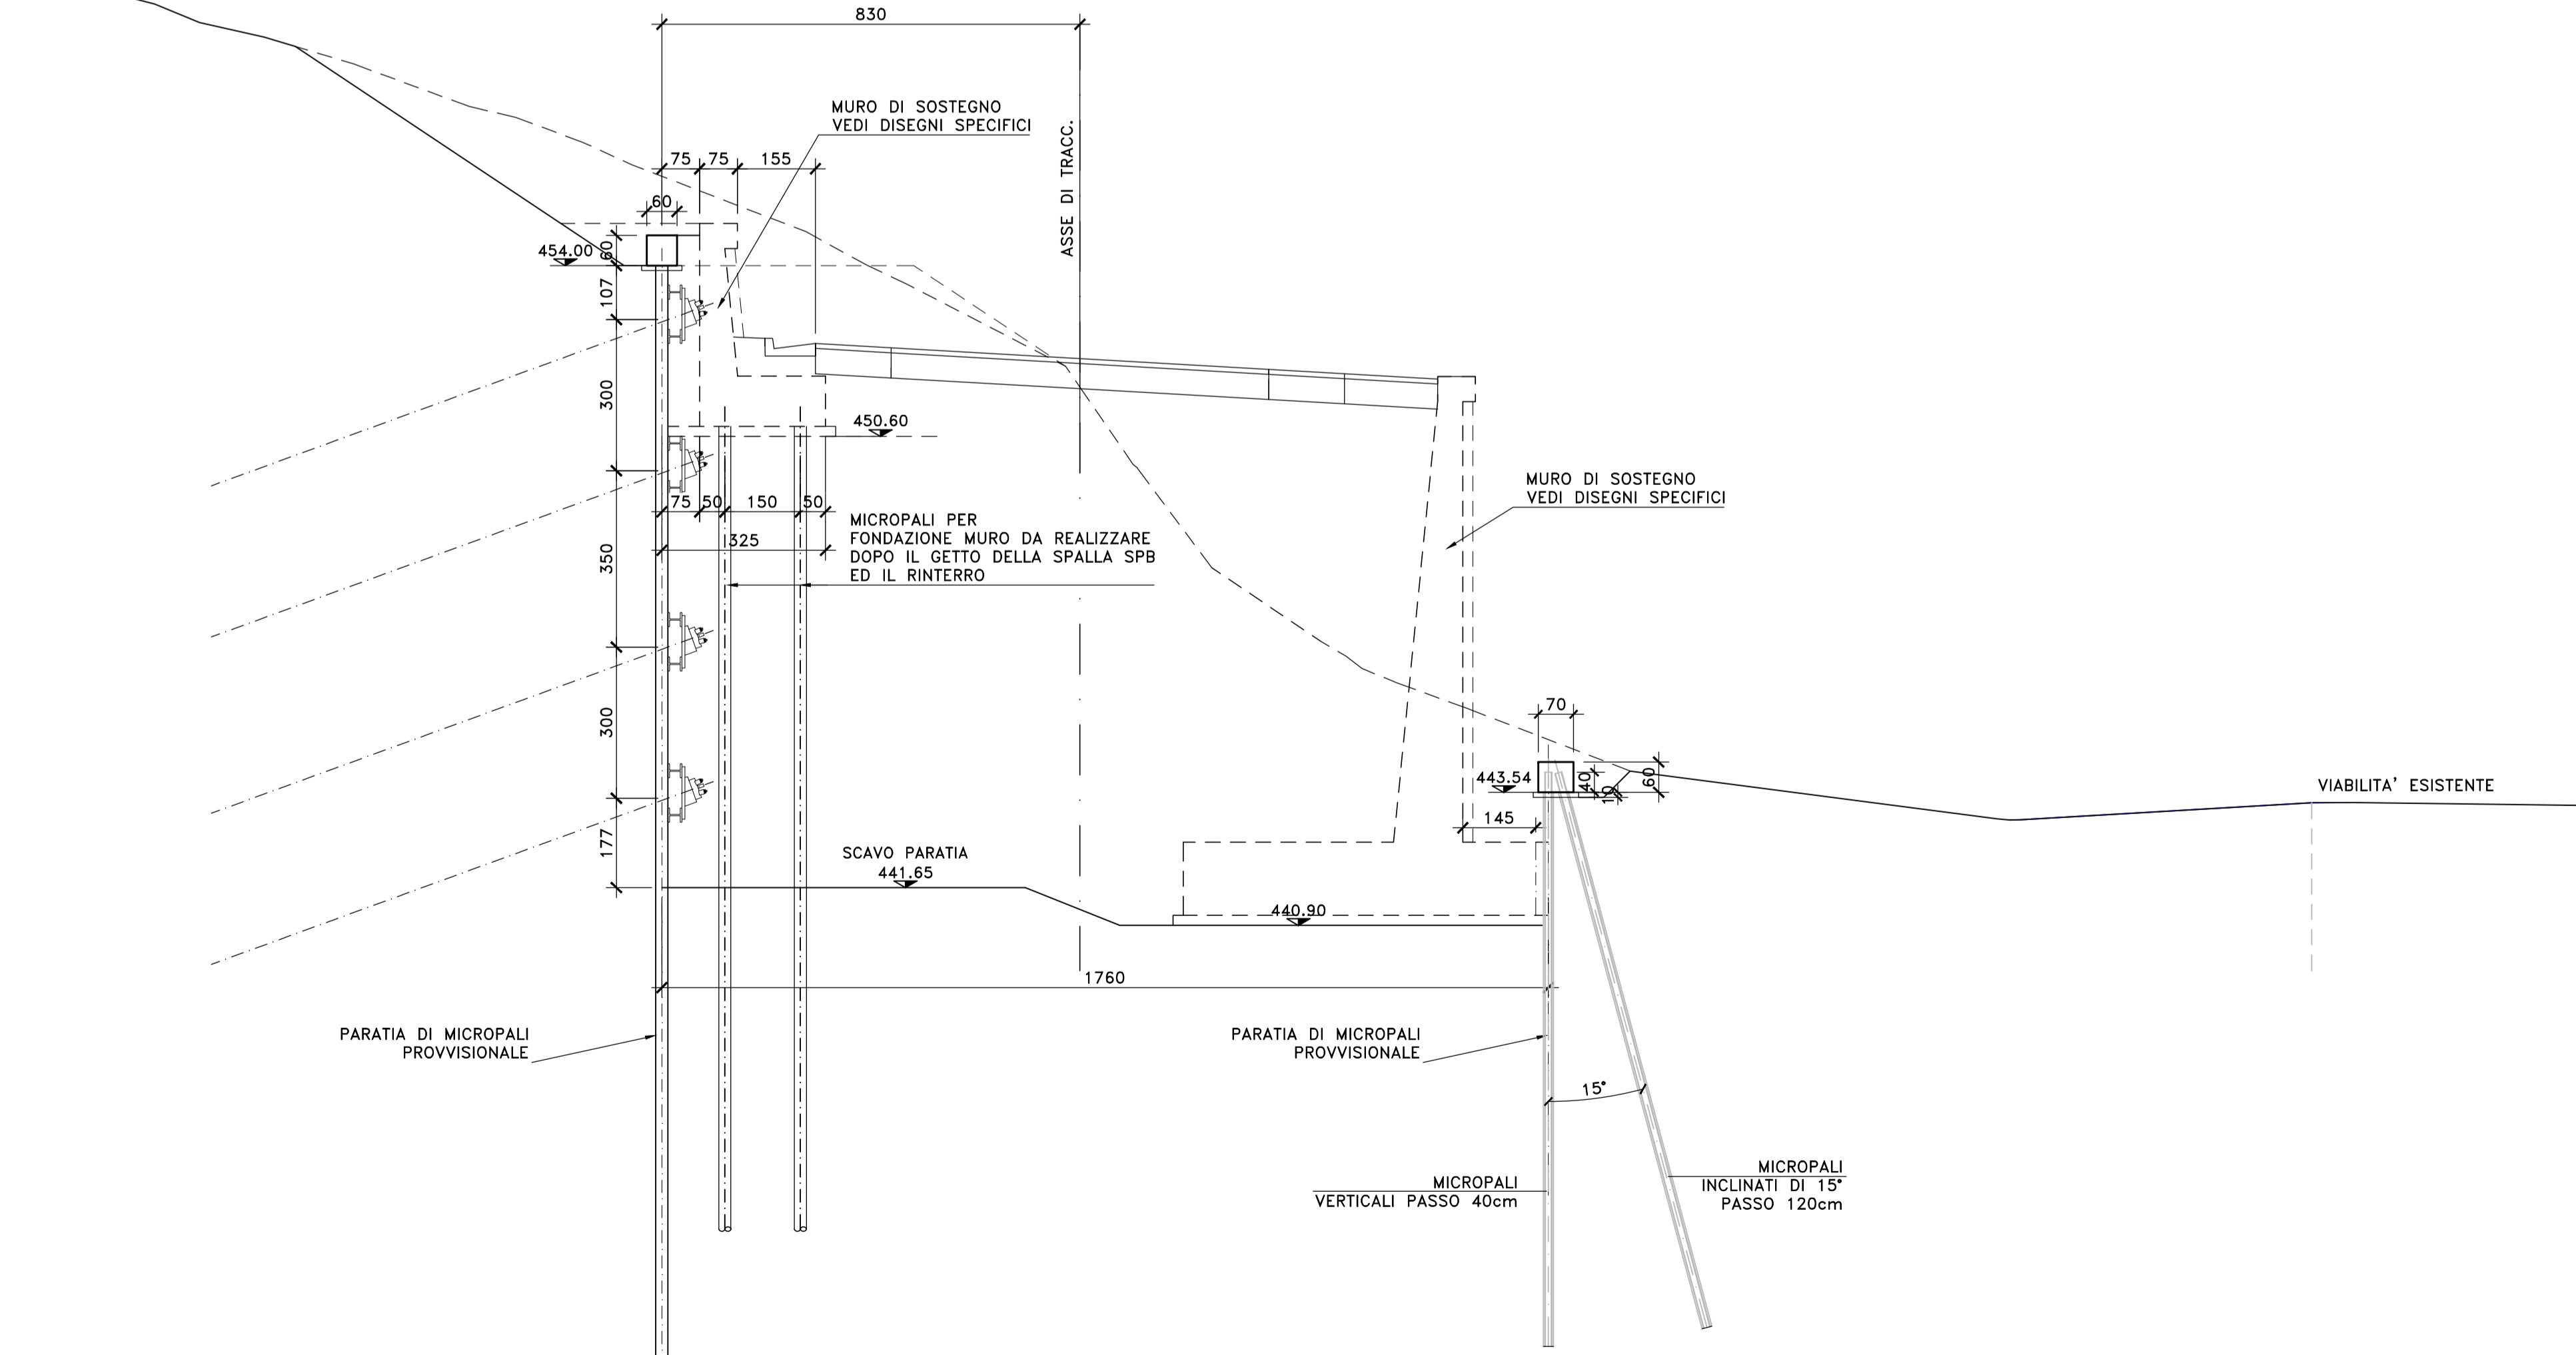 830
MURO DI SOSTEGNO
VEDI DISEGNI SPECIFICI
ASSE DI TRACC.
75 75 155
60
60
454.00
107
300
450.60
350
75 50 150 50
325
MICROPALI PER
FONDAZIONE MURO DA REALIZZARE
DOPO IL GETTO DELLA SPALLA SPB
ED IL RINTERRO
MURO DI SOSTEGNO
VEDI DISEGNI SPECIFICI
300
70
443.54
40
10
60
VIABILITA' ESISTENTE
145
177
SCAVO PARATIA
441.65
440.90
1760
PARATIA DI MICROPALI
PROVVISIONALE
PARATIA DI MICROPALI
PROVVISIONALE
15°
MICROPALI
VERTICALI PASSO 40cm
MICROPALI
INCLINATI DI 15°
PASSO 120cm